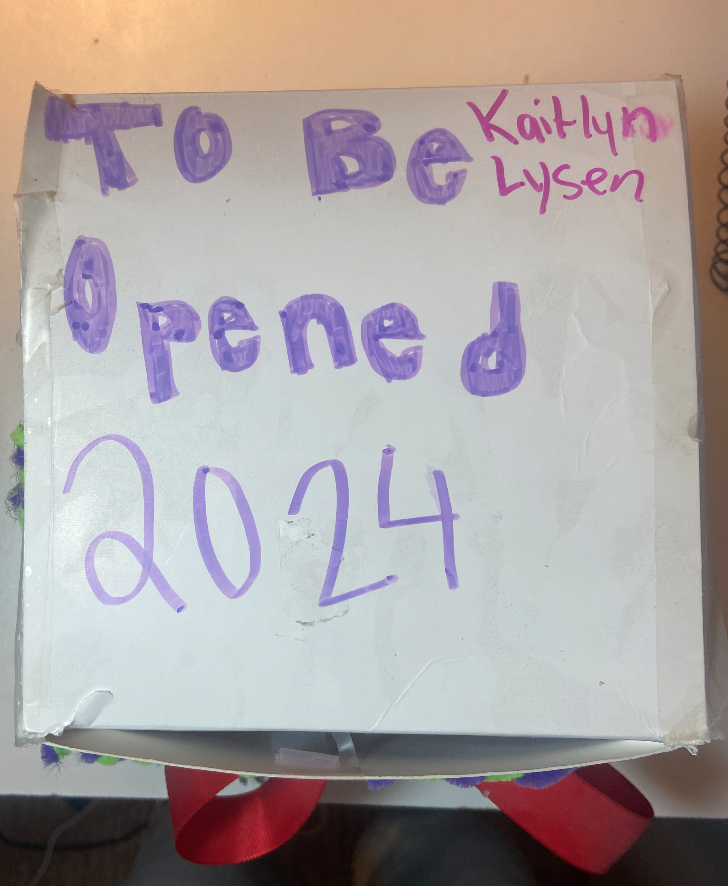 To Be
Kaitlyn
Lysen
Opened
2024